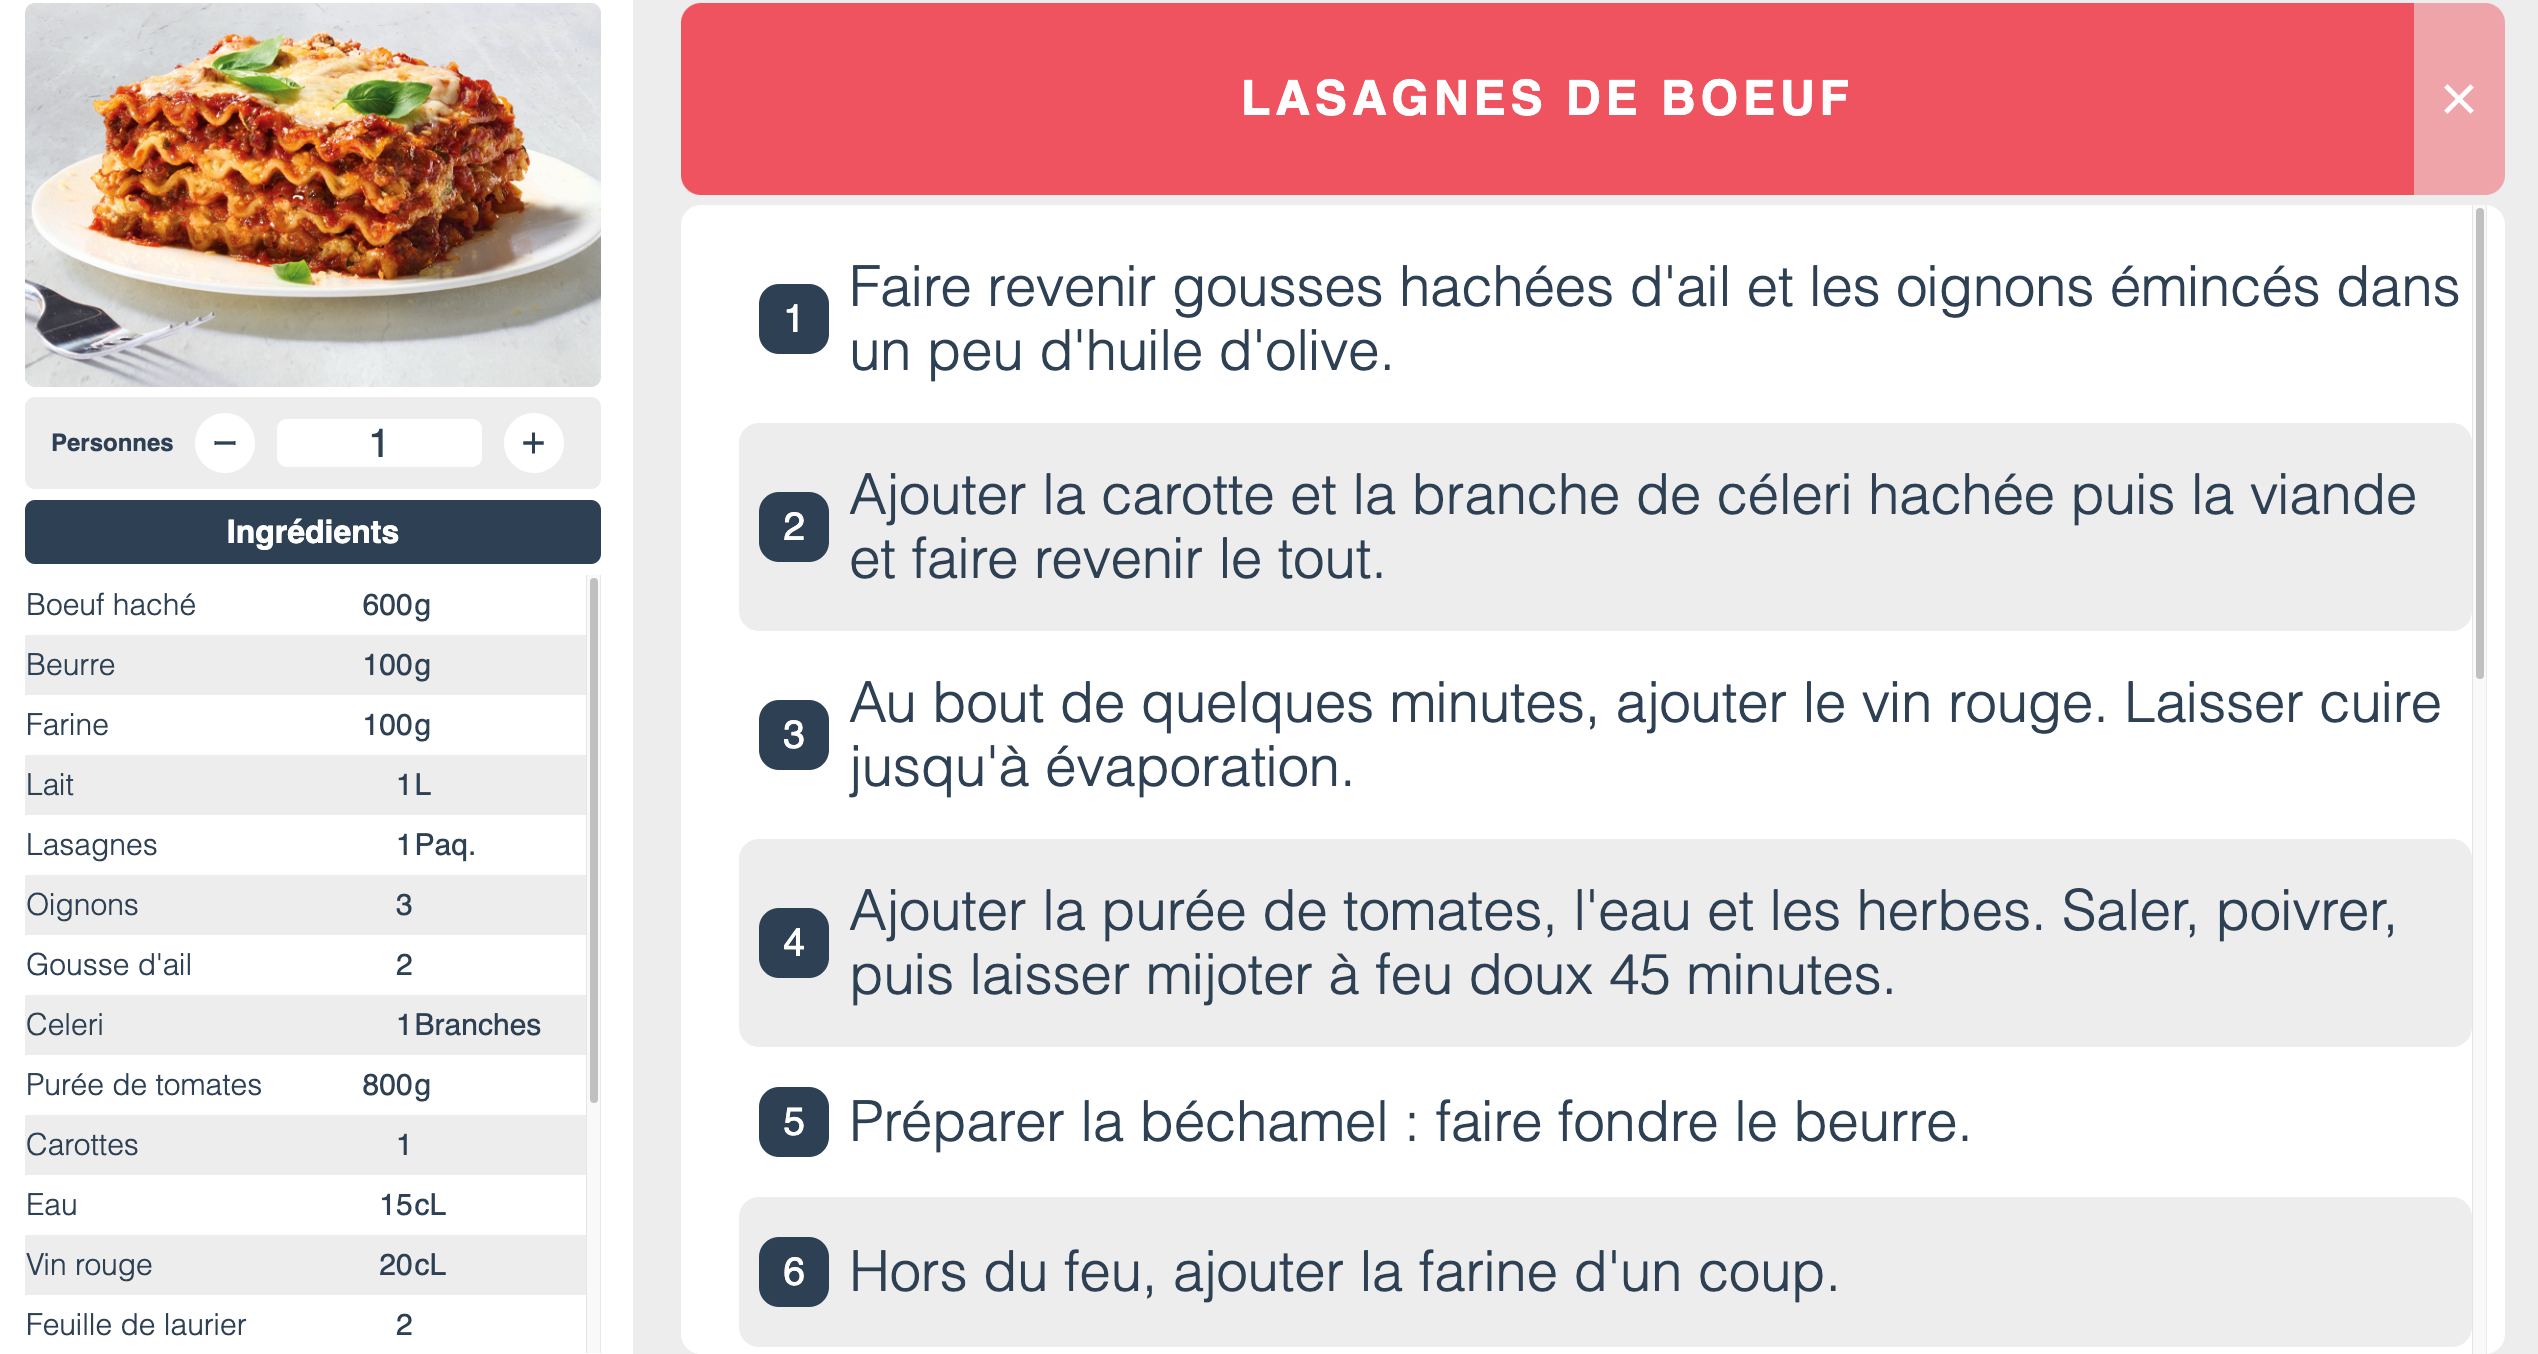 Personnes − 1 +
Ingrédients
Boeuf haché 600g
Beurre 100g
Farine 100g
Lait 1L
Lasagnes 1Paq.
Oignons 3
Gousse d'ail 2
Celeri 1Branches
Purée de tomates 800g
Carottes 1
Eau 15cL
Vin rouge 20cL
Feuille de laurier 2
LASAGNES DE BOEUF ×
1 Faire revenir gousses hachées d'ail et les oignons émincés dans
un peu d'huile d'olive.
2 Ajouter la carotte et la branche de céleri hachée puis la viande
et faire revenir le tout.
3 Au bout de quelques minutes, ajouter le vin rouge. Laisser cuire
jusqu'à évaporation.
4 Ajouter la purée de tomates, l'eau et les herbes. Saler, poivrer,
puis laisser mijoter à feu doux 45 minutes.
5 Préparer la béchamel : faire fondre le beurre.
6 Hors du feu, ajouter la farine d'un coup.